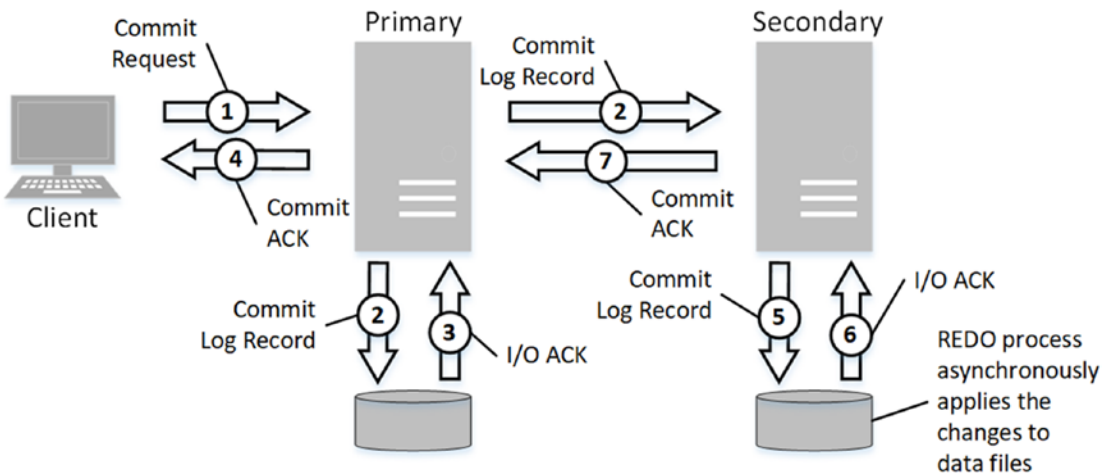 Primary
Secondary
Commit
Request
Commit
Log Record
1
2
4
7
Client
Commit
ACK
Commit
ACK
Commit
Log Record
2
3
I/O ACK
Commit
Log Record
5
6
I/O ACK
REDO process
asynchronously
applies the
changes to
data files